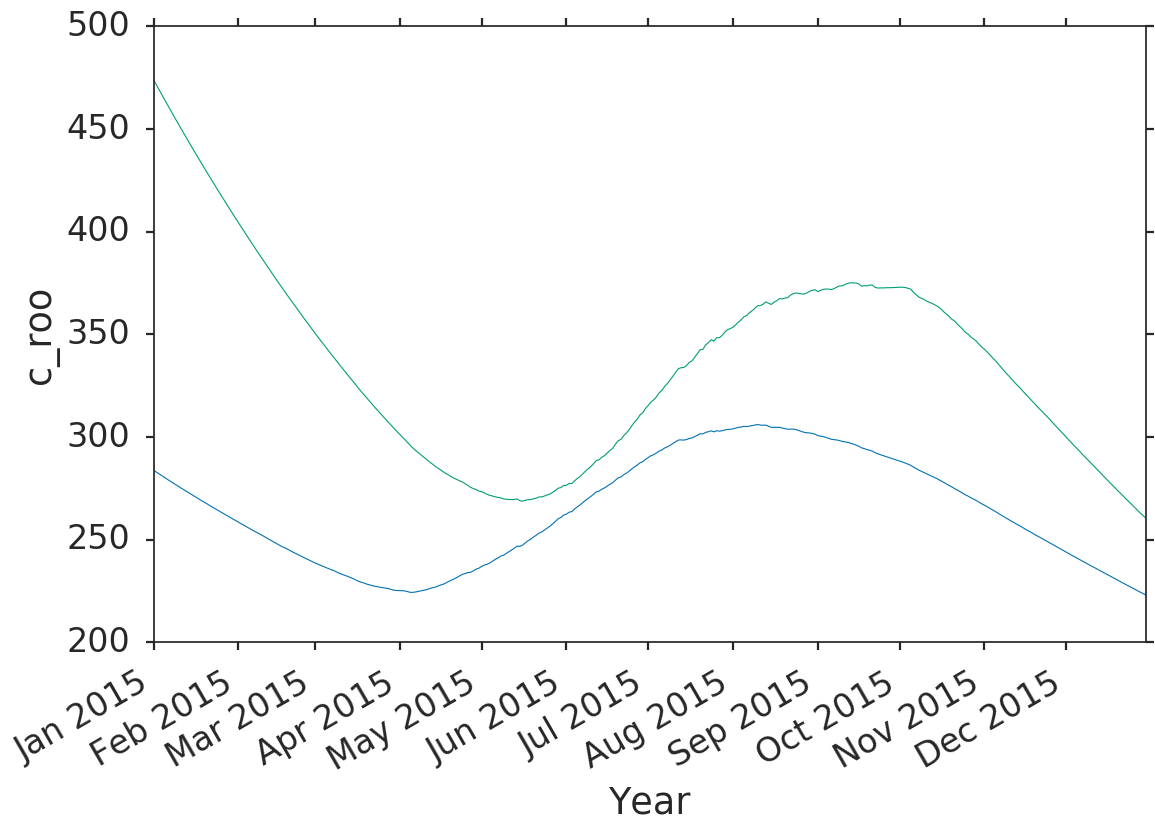 500
450
400
350
300
250
200
c_roo
Jan 2015
Feb 2015
Mar 2015
Apr 2015
May 2015
Jun 2015
Jul 2015
Aug 2015
Sep 2015
Oct 2015
Nov 2015
Dec 2015
Year